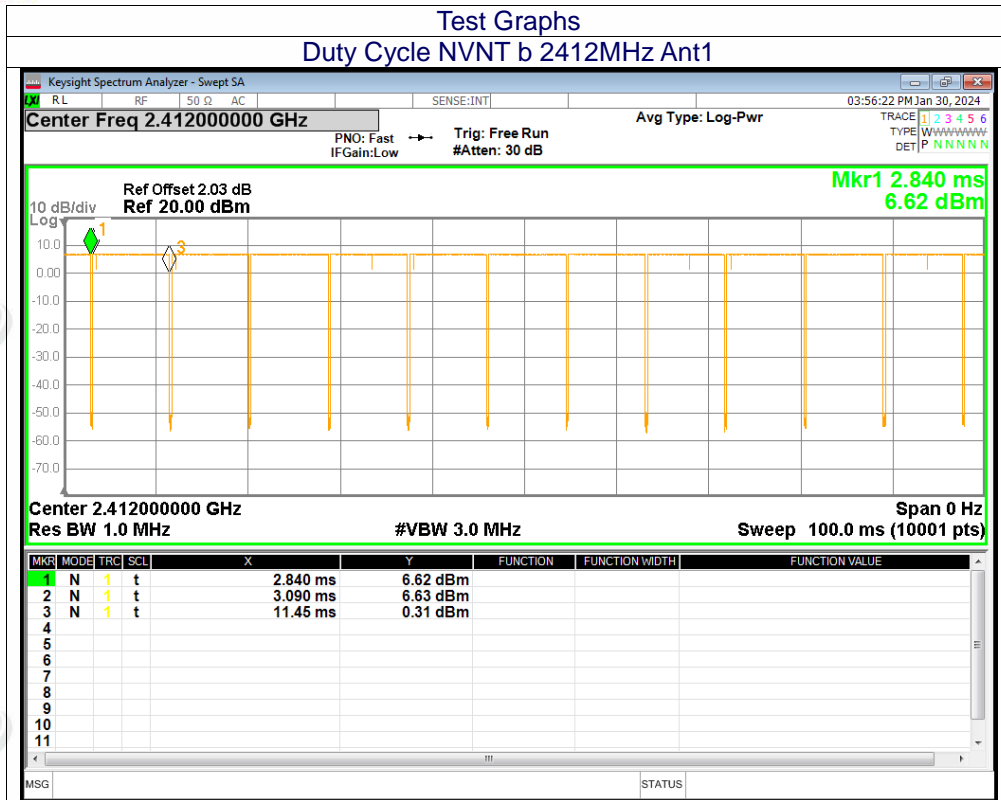 Test Graphs
Duty Cycle NVNT b 2412MHz Ant1
Keysight Spectrum Analyzer - Swept SA
LXI RL RF 50 Ω AC SENSE:INT 03:56:22 PM Jan 30, 2024
Center Freq 2.412000000 GHz
PNO: Fast
IFGain:Low
Trig: Free Run
#Atten: 30 dB
Avg Type: Log-Pwr
TRACE 1 2 3 4 5 6
TYPE WWWWWWW
DET P N N N N N
Mkr1 2.840 ms
6.62 dBm
Ref Offset 2.03 dB
10 dB/div Ref 20.00 dBm
Log
1
3
10.0
0.00
-10.0
-20.0
-30.0
-40.0
-50.0
-60.0
-70.0
Center 2.412000000 GHz Span 0 Hz
Res BW 1.0 MHz #VBW 3.0 MHz Sweep 100.0 ms (10001 pts)
MKR MODE TRC SCL X Y FUNCTION FUNCTION WIDTH FUNCTION VALUE
1 N 1 t 2.840 ms 6.62 dBm
2 N 1 t 3.090 ms 6.63 dBm
3 N 1 t 11.45 ms 0.31 dBm
4
5
6
7
8
9
10
11
MSG STATUS